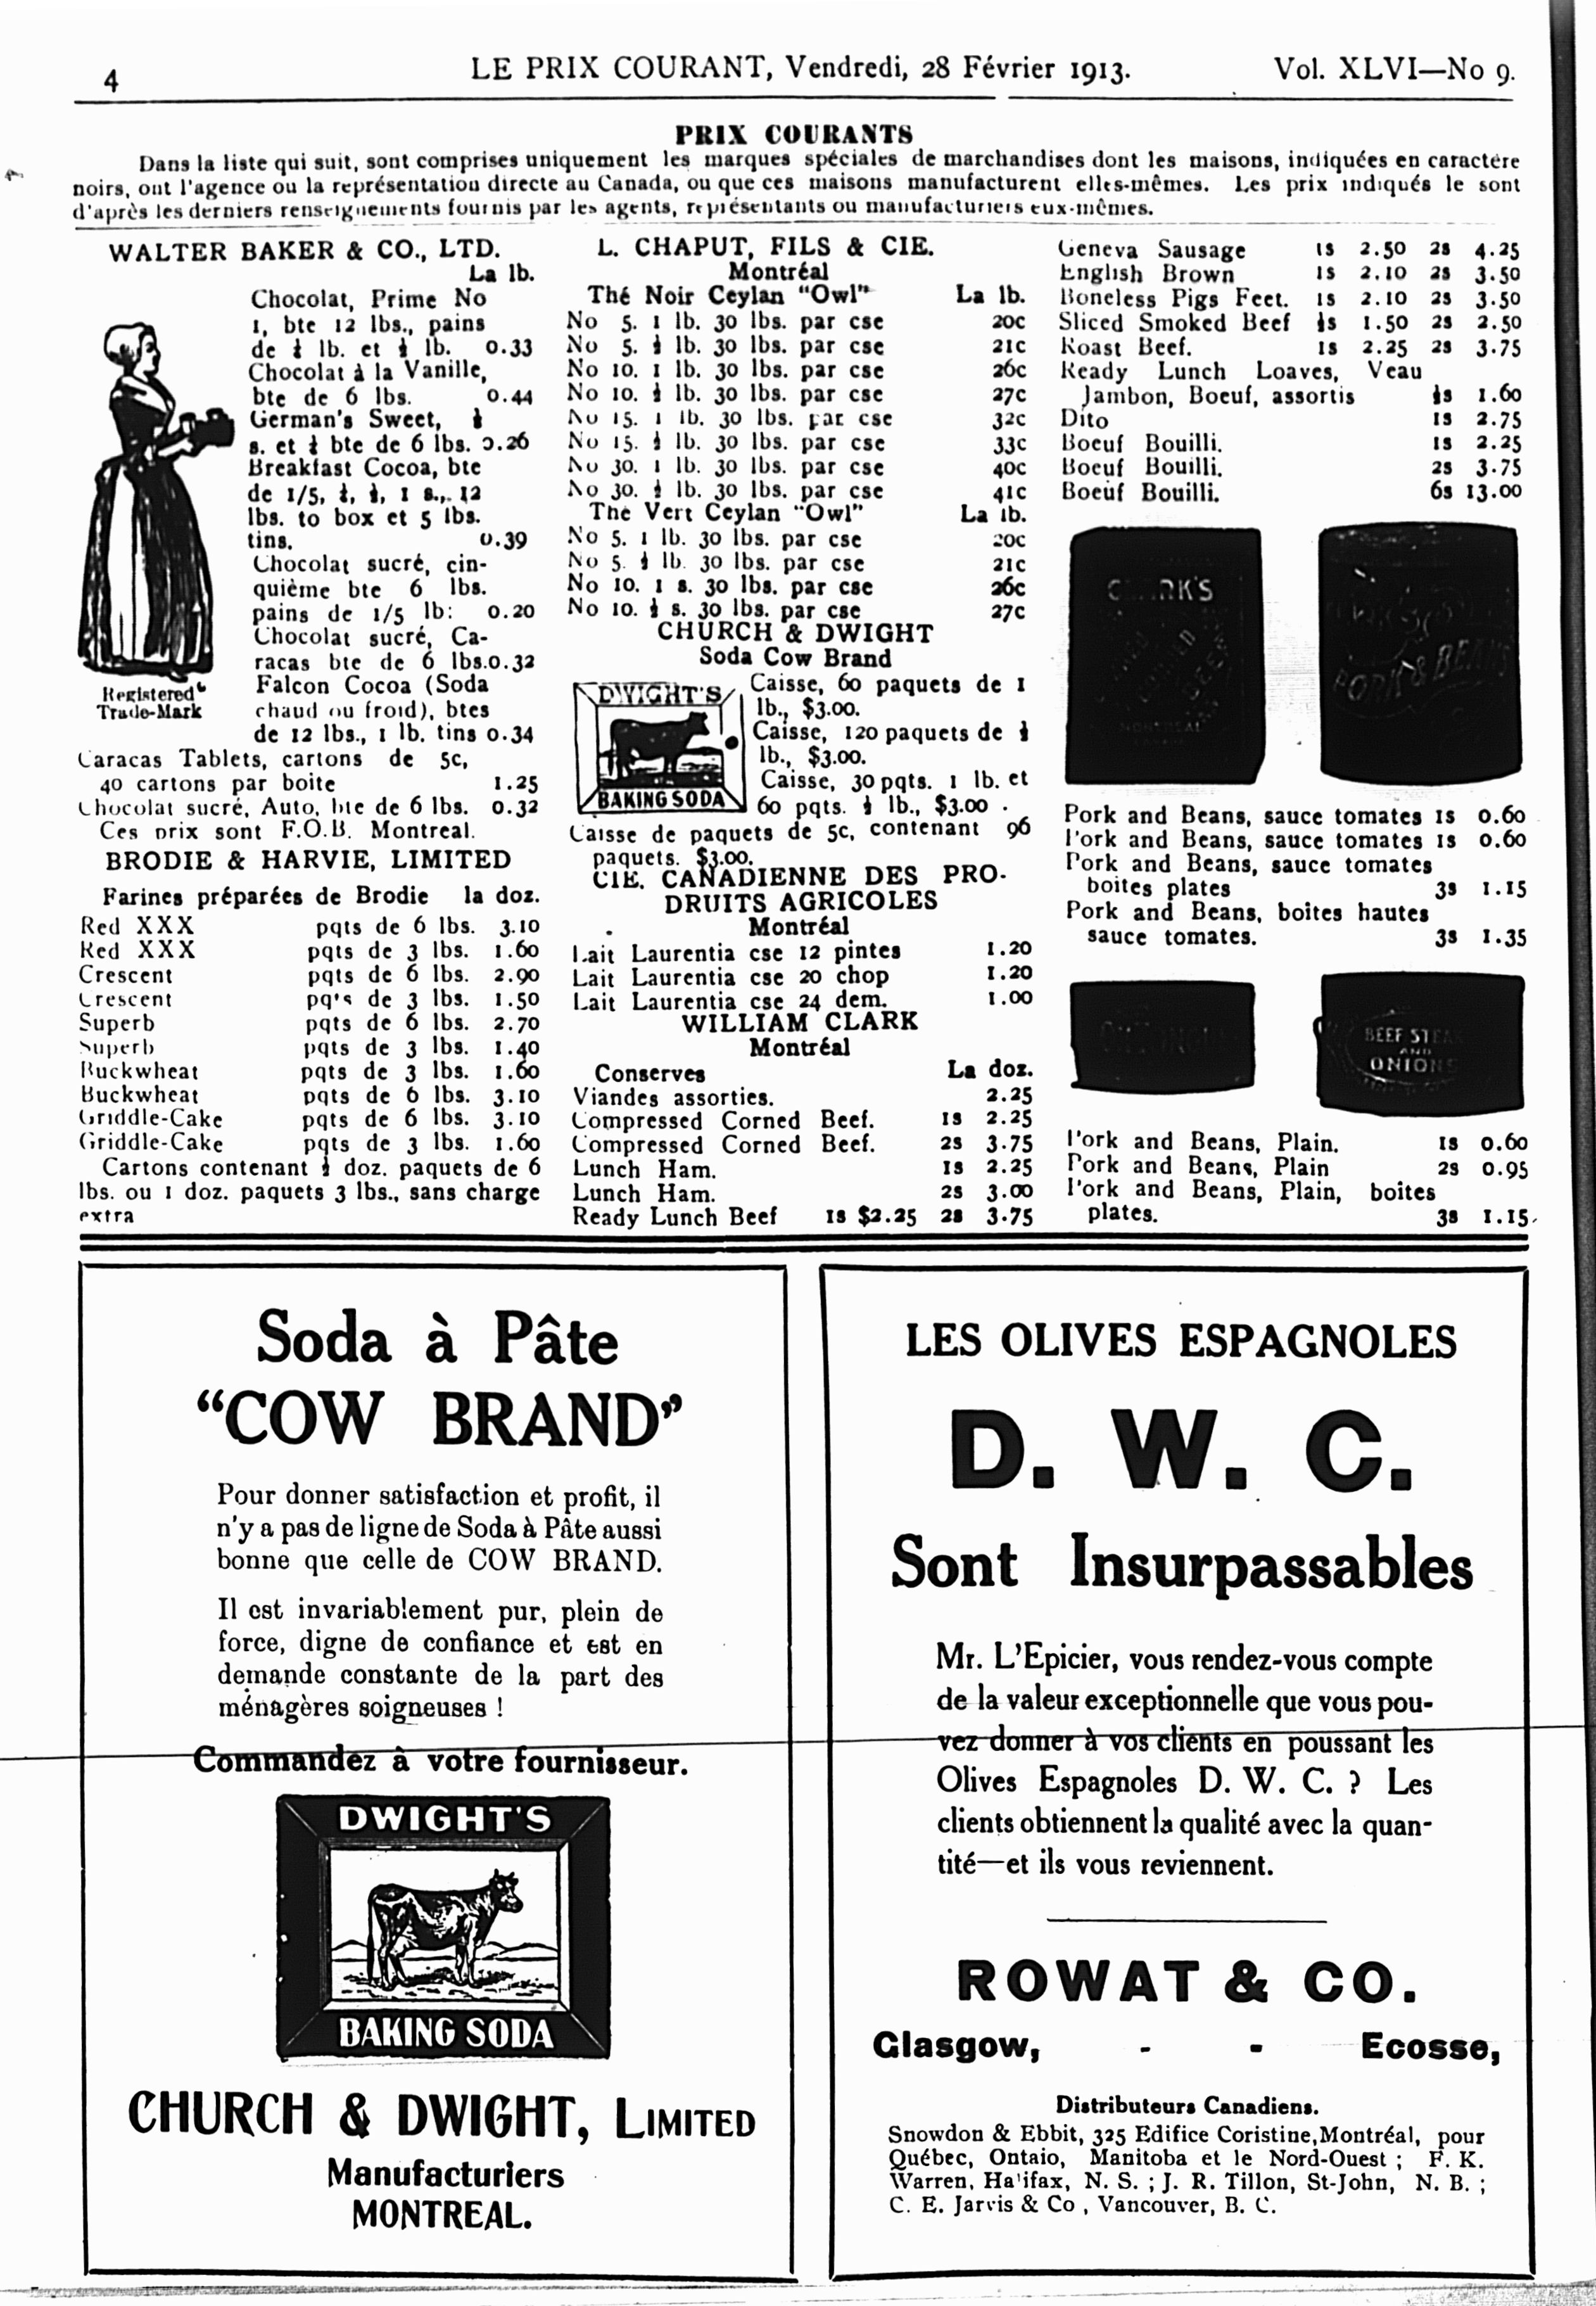 4
LE PRIX COURANT, Vendredi, 28 Février 1913.
Vol. XLVI—No 9.
PRIX COURANTS
Dans la liste qui suit, sont comprises uniquement les marques spéciales de marchandises dont les maisons, indiquées en caractère
noirs, ont l'agence ou la représentation directe au Canada, ou que ces maisons manufacturent elles-mêmes. Les prix indiqués le sont
d'après les derniers renseignements fournis par les agents, représentants ou manufacturiers eux-mêmes.
WALTER BAKER & CO., LTD.
La lb.
Chocolat, Prime No
1, bte 12 lbs., pains
de ¼ lb. et ½ lb. 0.33
Chocolat à la Vanille,
bte de 6 lbs. 0.44
German's Sweet,
s. et ¼ bte de 6 lbs. 0.26
Breakfast Cocoa, bte
de 1/5, ¼, ½, 1 s., 12
lbs. to box et 5 lbs.
tins. 0.39
Chocolat sucré, cin-
quième bte 6 lbs.
pains de 1/5 lb: 0.20
Chocolat sucré, Ca-
racas bte de 6 lbs.0.32
Falcon Cocoa (Soda
chaud ou froid), btes
de 12 lbs., 1 lb. tins 0.34
Registered
Trade-Mark
Caracas Tablets, cartons de 5c,
40 cartons par boite 1.25
Chocolat sucré, Auto, bte de 6 lbs. 0.32
Ces prix sont F.O.B. Montreal.
BRODIE & HARVIE, LIMITED
Farines préparées de Brodie la doz.
Red XXX pqts de 6 lbs. 3.10
Red XXX pqts de 3 lbs. 1.60
Crescent pqts de 6 lbs. 2.90
Crescent pq's de 3 lbs. 1.50
Superb pqts de 6 lbs. 2.70
Superb pqts de 3 lbs. 1.40
Buckwheat pqts de 3 lbs. 1.60
Buckwheat pqts de 6 lbs. 3.10
Griddle-Cake pqts de 6 lbs. 3.10
Griddle-Cake pqts de 3 lbs. 1.60
Cartons contenant ½ doz. paquets de 6
lbs. ou 1 doz. paquets 3 lbs., sans charge
extra
L. CHAPUT, FILS & CIE.
Montréal
Thé Noir Ceylan "Owl" La lb.
No 5. 1 lb. 30 lbs. par cse 20c
No 5. ½ lb. 30 lbs. par cse 21c
No 10. 1 lb. 30 lbs. par cse 26c
No 10. ½ lb. 30 lbs. par cse 27c
No 15. 1 lb. 30 lbs. par cse 32c
No 15. ½ lb. 30 lbs. par cse 33c
No 30. 1 lb. 30 lbs. par cse 40c
No 30. ½ lb. 30 lbs. par cse 41c
Thé Vert Ceylan "Owl" La lb.
No 5. 1 lb. 30 lbs. par cse 20c
No 5. ½ lb. 30 lbs. par cse 21c
No 10. 1 s. 30 lbs. par cse 26c
No 10. ½ s. 30 lbs. par cse 27c
CHURCH & DWIGHT
Soda Cow Brand
DWIGHT'S
BAKING SODA
Caisse, 60 paquets de 1
lb., $3.00.
Caisse, 120 paquets de ½
lb., $3.00.
Caisse, 30 pqts. 1 lb. et
60 pqts. ½ lb., $3.00 .
Caisse de paquets de 5c, contenant 96
paquets. $3.00.
CIE. CANADIENNE DES PRO-
DRUITS AGRICOLES
Montréal
Lait Laurentia cse 12 pintes 1.20
Lait Laurentia cse 20 chop 1.20
Lait Laurentia cse 24 dem. 1.00
WILLIAM CLARK
Montréal
Conserves La doz.
Viandes assorties. 2.25
Compressed Corned Beef. 1s 2.25
Compressed Corned Beef. 2s 3.75
Lunch Ham. 1s 2.25
Lunch Ham. 2s 3.00
Ready Lunch Beef 1s $2.25 2s 3.75
Geneva Sausage 1s 2.50 2s 4.25
English Brown 1s 2.10 2s 3.50
Boneless Pigs Feet. 1s 2.10 2s 3.50
Sliced Smoked Beef ½s 1.50 2s 2.50
Roast Beef. 1s 2.25 2s 3.75
Ready Lunch Loaves, Veau
Jambon, Boeuf, assortis ½s 1.60
Dito 1s 2.75
Boeuf Bouilli. 1s 2.25
Boeuf Bouilli. 2s 3.75
Boeuf Bouilli. 6s 13.00
PORK & BEANS
Pork and Beans, sauce tomates 1s 0.60
Pork and Beans, sauce tomates 1s 0.60
Pork and Beans, sauce tomates
boites plates 3s 1.15
Pork and Beans, boites hautes
sauce tomates. 3s 1.35
BEEF STEAK
AND
ONIONS
Pork and Beans, Plain. 1s 0.60
Pork and Beans, Plain 2s 0.95
Pork and Beans, Plain, boites
plates. 3s 1.15
Soda à Pâte
“COW BRAND”
Pour donner satisfaction et profit, il
n'y a pas de ligne de Soda à Pâte aussi
bonne que celle de COW BRAND.
Il est invariablement pur, plein de
force, digne de confiance et est en
demande constante de la part des
ménagères soigneuses !
Commandez à votre fournisseur.
DWIGHT'S
BAKING SODA
CHURCH & DWIGHT, LIMITED
Manufacturiers
MONTREAL.
LES OLIVES ESPAGNOLES
D. W. C.
Sont Insurpassables
Mr. L'Epicier, vous rendez-vous compte
de la valeur exceptionnelle que vous pou-
vez donner à vos clients en poussant les
Olives Espagnoles D. W. C. ? Les
clients obtiennent la qualité avec la quan-
tité—et ils vous reviennent.
ROWAT & CO.
Glasgow, - - Ecosse,
Distributeurs Canadiens.
Snowdon & Ebbit, 325 Edifice Coristine,Montréal, pour
Québec, Ontaio, Manitoba et le Nord-Ouest ; F. K.
Warren, Halifax, N. S. ; J. R. Tillon, St-John, N. B. ;
C. E. Jarvis & Co , Vancouver, B. C.